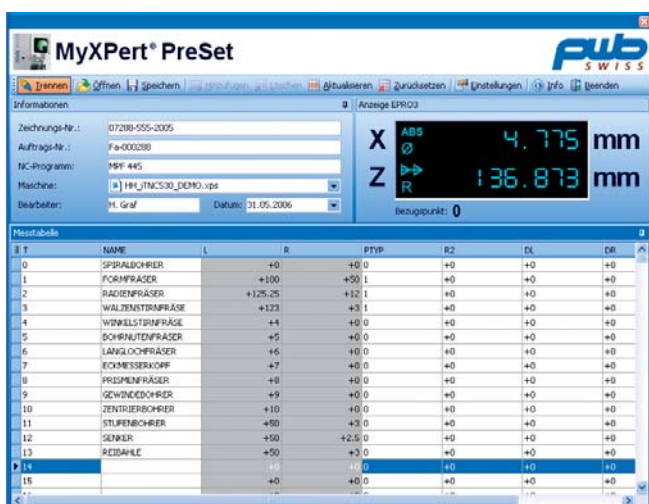 MyXPert® PreSet
pwb
SWISS
Trennen Öffnen Speichern Hinzufügen Löschen Aktualisieren Zurücksetzen Einstellungen Info Beenden
Informationen
Zeichnungs-Nr.: 07288-555-2005
Auftrags-Nr.: Fa-000288
NC-Programm: MPF 445
Maschine: HH_iTNC530_DEMO.xps
Bearbeiter: H. Graf Datum: 31.05.2006
Anzeige EPRO3
X ABS Ø 4.775 mm
Z R 136.873 mm
Bezugspunkt: 0
Messtabelle
T NAME L R PTYP R2 DL DR
0 SPIRALBOHRER +0 +0 0 +0 +0 +0
1 FORMFRÄSER +100 +50 1 +0 +0 +0
2 RADIENFRÄSER +125.25 +12 1 +0 +0 +0
3 WALZENSTIRNFRÄSE +123 +3 1 +0 +0 +0
4 WINKELSTIRNFRÄSE +4 +0 0 +0 +0 +0
5 BOHRNUTENFRÄSER +5 +0 0 +0 +0 +0
6 LANGLOCHFRÄSER +6 +0 0 +0 +0 +0
7 ECKMESSERKOPF +7 +0 0 +0 +0 +0
8 PRISMENFRÄSER +8 +0 0 +0 +0 +0
9 GEWINDEBOHRER +9 +0 0 +0 +0 +0
10 ZENTRIERBOHRER +10 +0 0 +0 +0 +0
11 STUFENBOHRER +50 +3 0 +0 +0 +0
12 SENKER +50 +2.5 0 +0 +0 +0
13 REIBAHLE +50 +3 0 +0 +0 +0
14 +0 +0 0 +0 +0 +0
15 +0 +0 0 +0 +0 +0